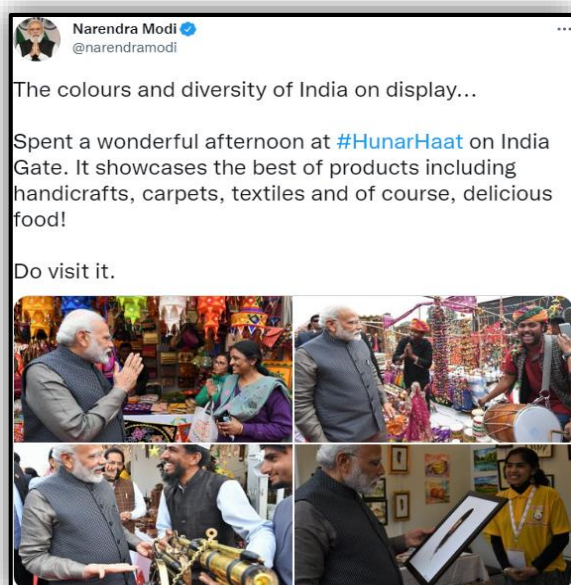 Narendra Modi
@narendramodi
The colours and diversity of India on display...
Spent a wonderful afternoon at #HunarHaat on India
Gate. It showcases the best of products including
handicrafts, carpets, textiles and of course, delicious
food!
Do visit it.